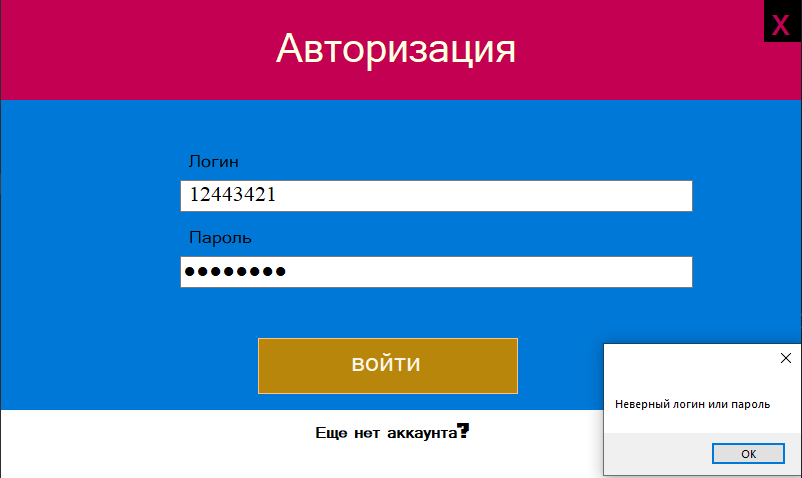 Авторизация
X
Логин
12443421
Пароль
●●●●●●●●
войти
Еще нет аккаунта?
Неверный логин или пароль
OK